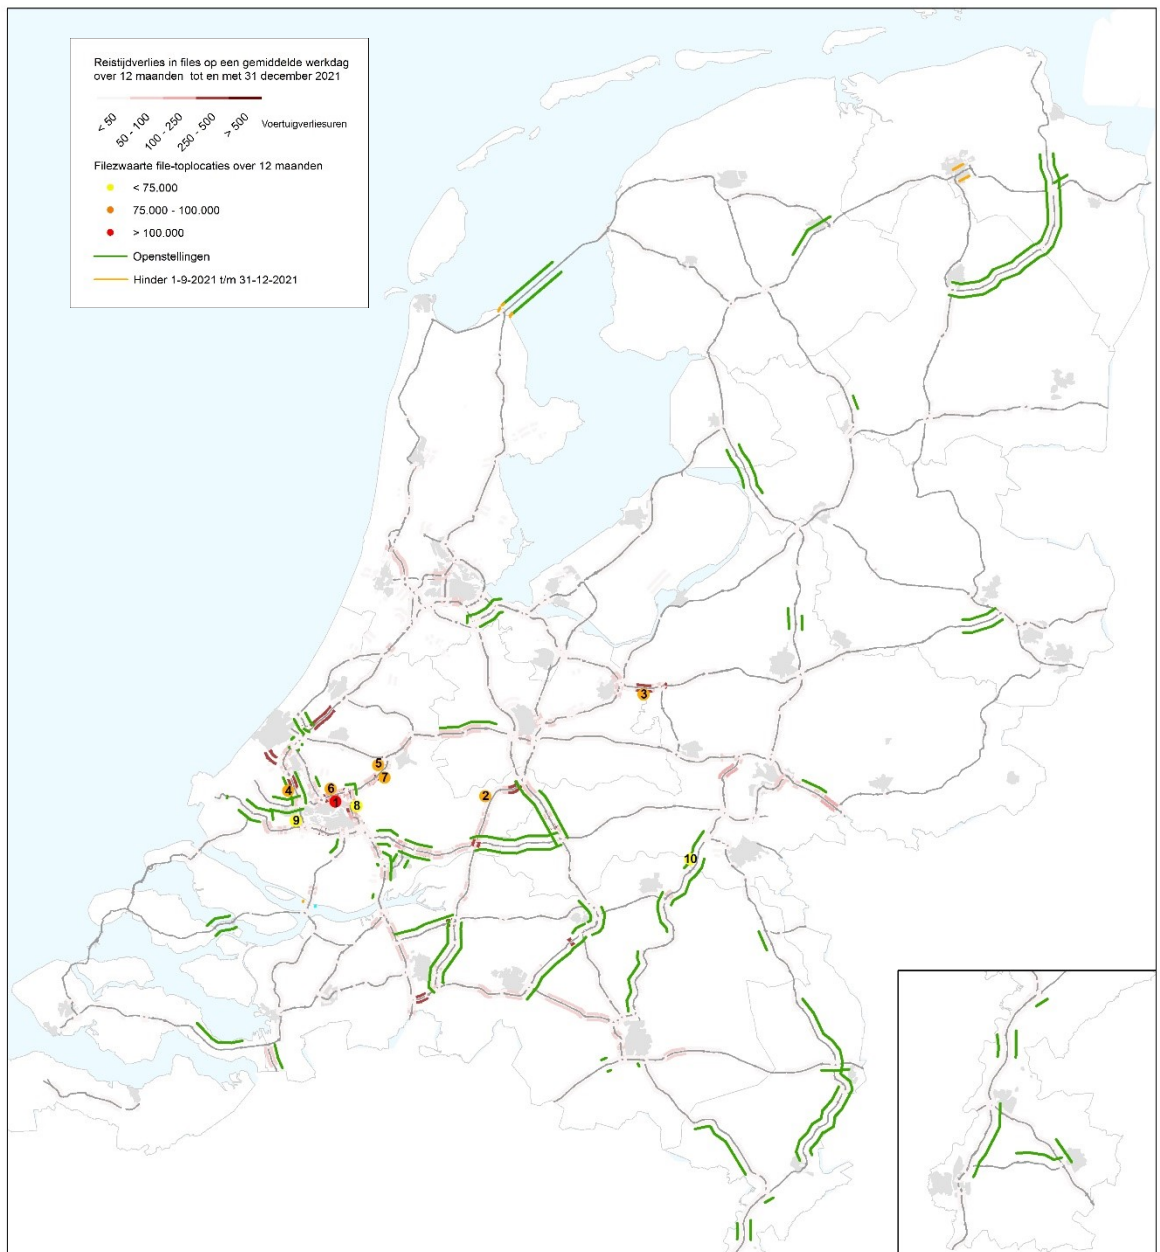 Reistijdverlies in files op een gemiddelde werkdag
over 12 maanden tot en met 31 december 2021
< 50
50 - 100
100 - 250
250 - 500
> 500
Voertuigverliesuren
Filezwaarte file-toplocaties over 12 maanden
< 75.000
75.000 - 100.000
> 100.000
Openstellingen
Hinder 1-9-2021 t/m 31-12-2021
3
5
7
4
6
2
1
8
9
10